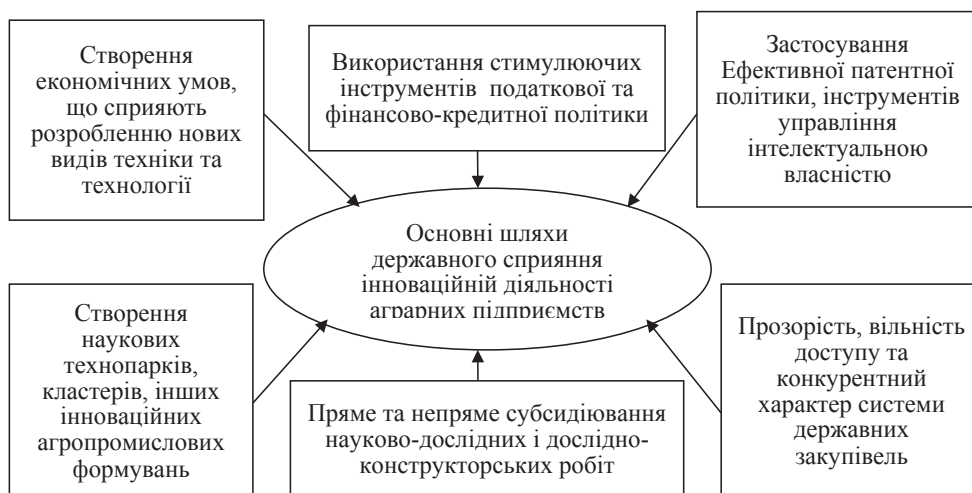 Створення
економічних умов,
що сприяють
розробленню нових
видів техніки та
технології
Використання стимулюючих
інструментів податкової та
фінансово-кредитної політики
Застосування
Ефективної патентної
політики, інструментів
управління
інтелектуальною
власністю
Основні шляхи
державного сприяння
інноваційній діяльності
аграрних підприємств
Створення
наукових
технопарків,
кластерів, інших
інноваційних
агропромислових
формувань
Пряме та непряме субсидіювання
науково-дослідних і дослідно-
конструкторських робіт
Прозорість, вільність
доступу та
конкурентний
характер системи
державних
закупівель